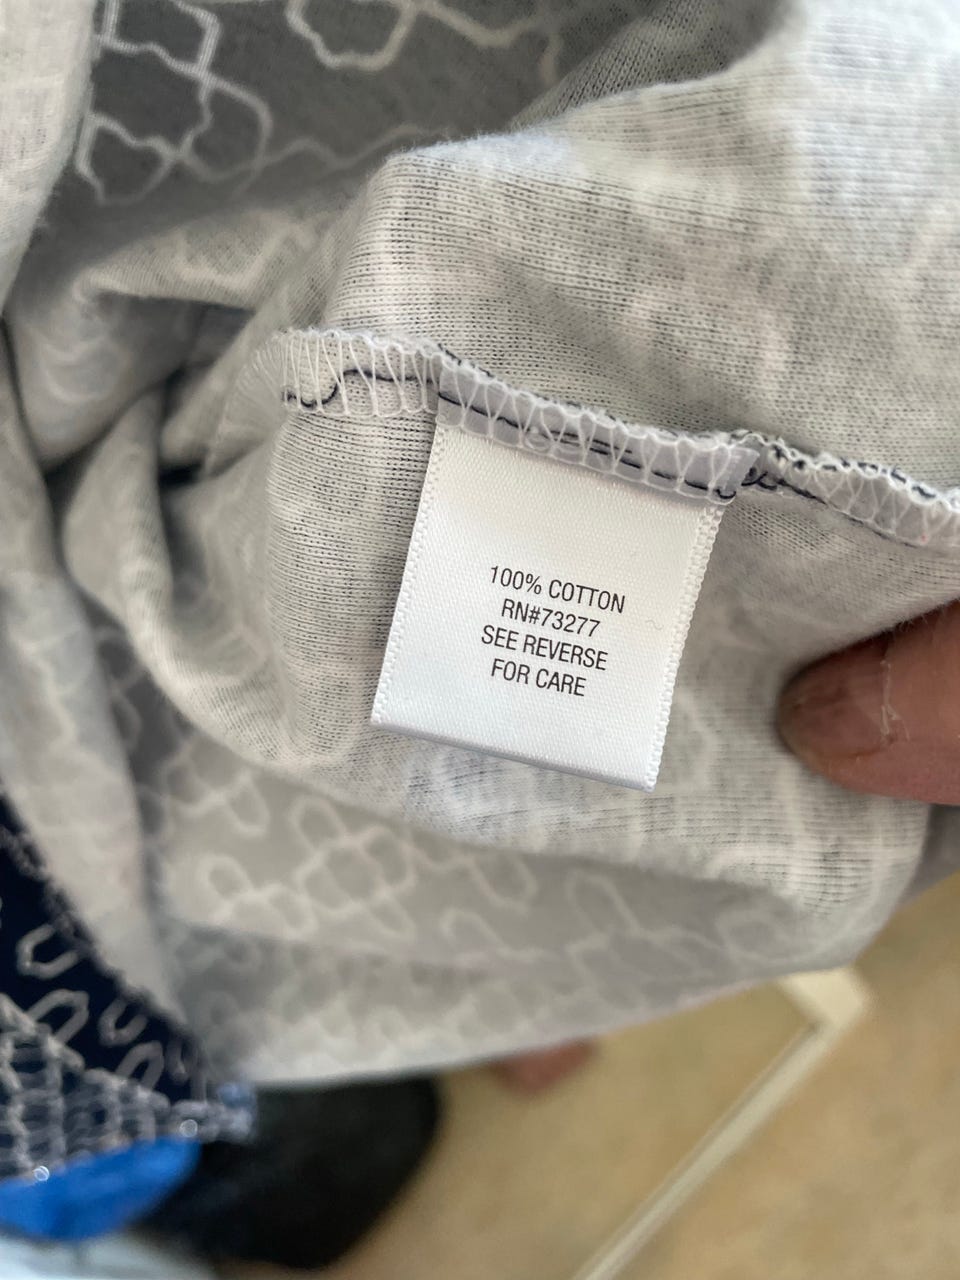 100% COTTON
RN#73277
SEE REVERSE
FOR CARE